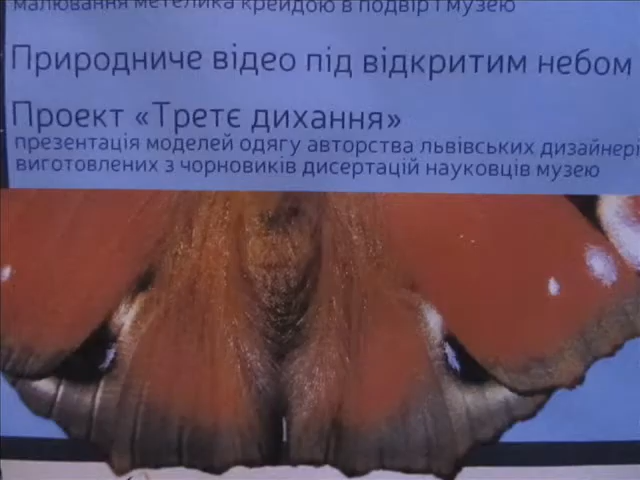 малювання метелика крейдою в подвір'ї музею
Природниче відео під відкритим небом
Проект «Третє дихання»
презентація моделей одягу авторства львівських дизайнері
виготовлених з чорновиків дисертацій науковців музею